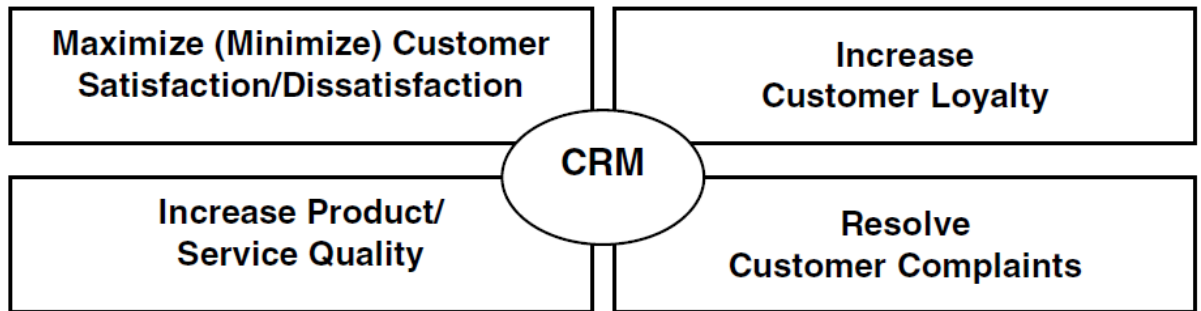 Maximize (Minimize) Customer
Satisfaction/Dissatisfaction
Increase
Customer Loyalty
CRM
Increase Product/
Service Quality
Resolve
Customer Complaints